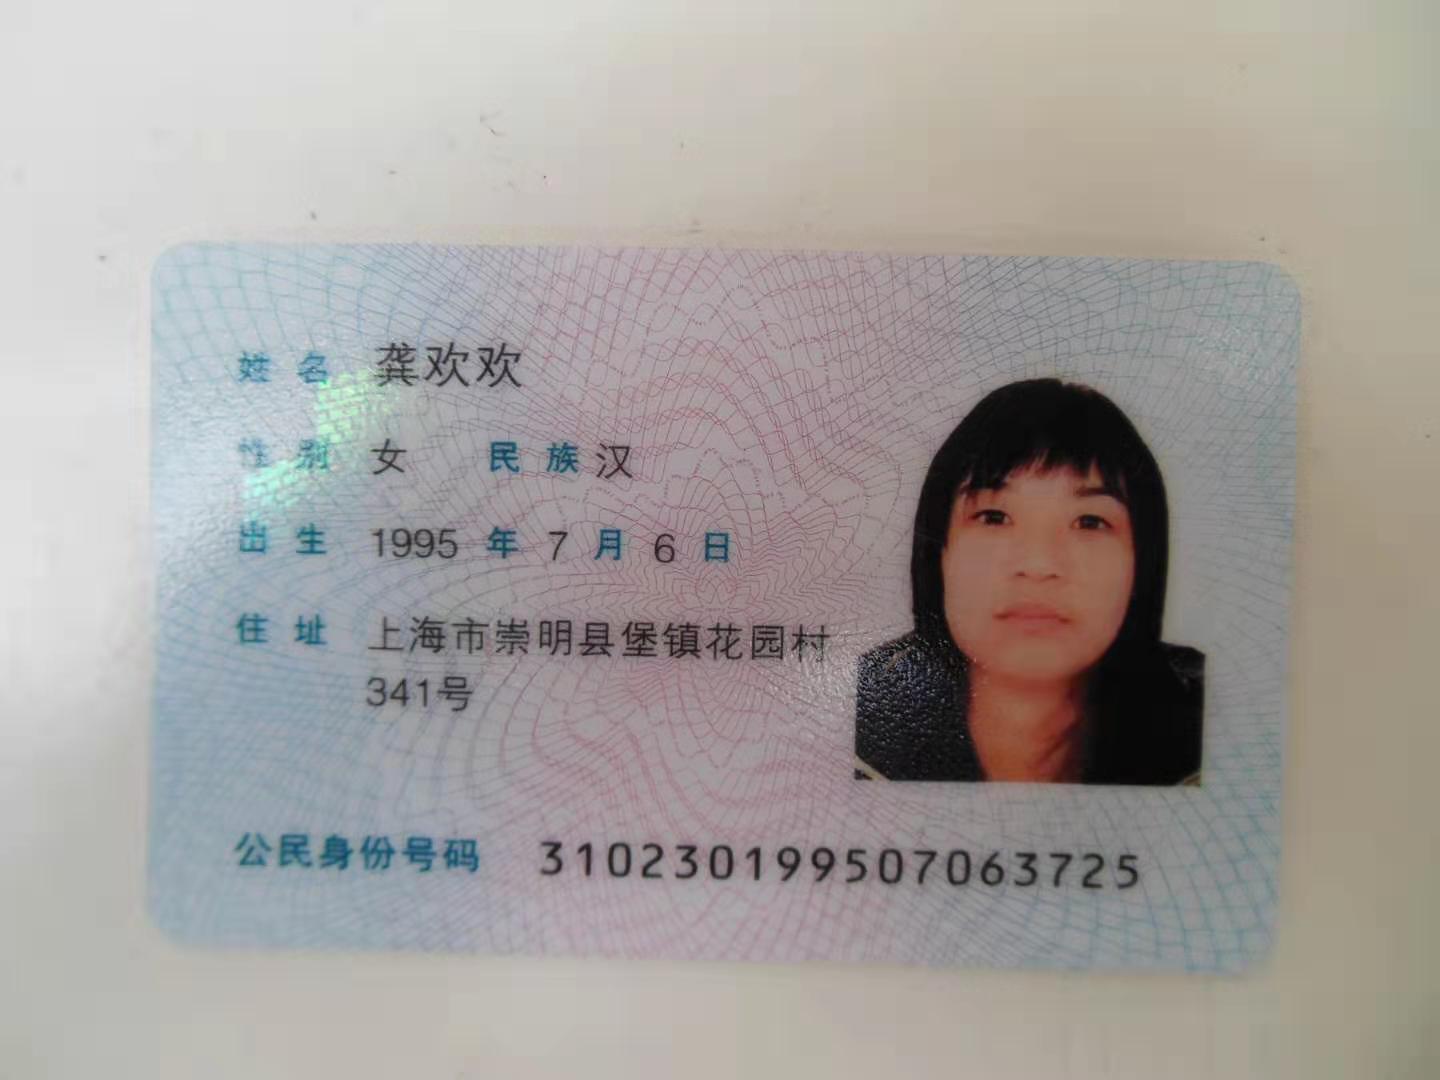 姓名 龚欢欢
性别 女 民族 汉
出生 1995 年 7 月 6 日
住址 上海市崇明县堡镇花园村
341号
公民身份号码 310230199507063725